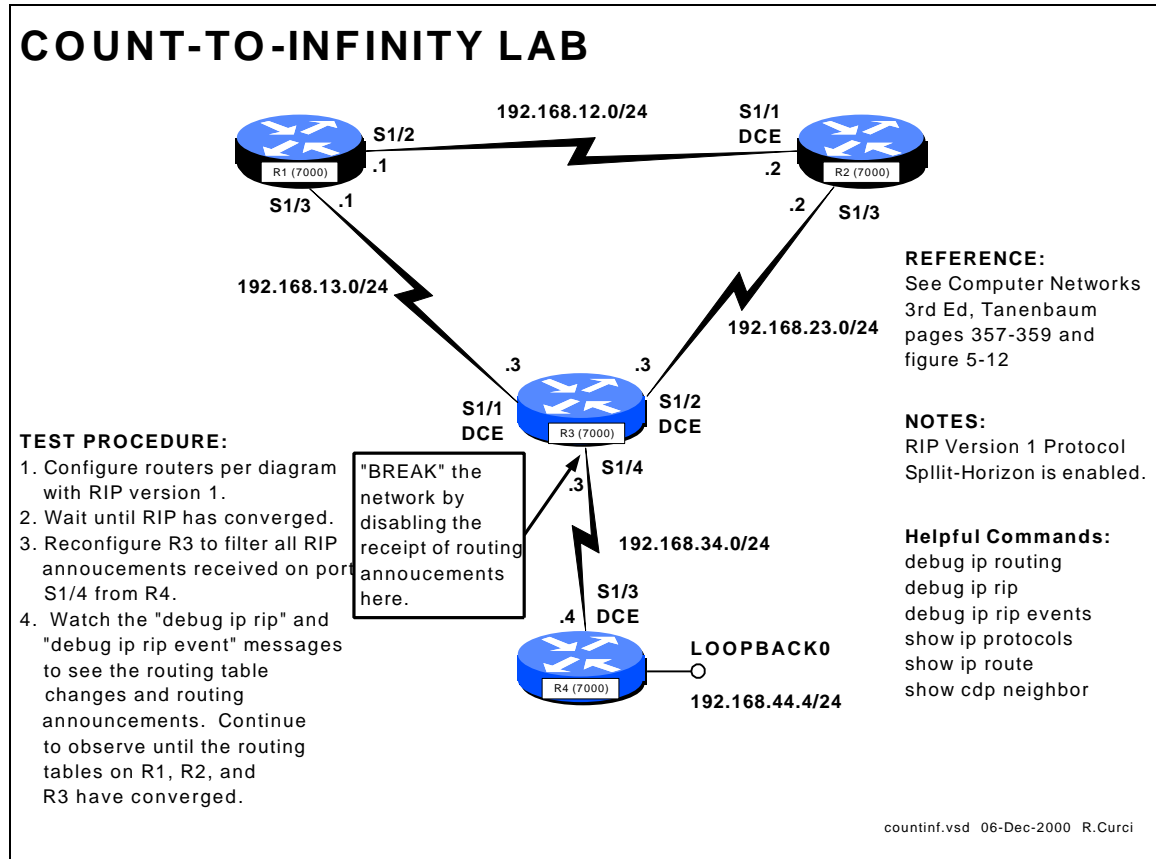 COUNT-TO-INFINITY LAB
192.168.12.0/24
S1/1
DCE
S1/2
.1
R1 (7000)
.2
R2 (7000)
S1/3
.1
.2
S1/3
192.168.13.0/24
192.168.23.0/24
REFERENCE:
See Computer Networks
3rd Ed, Tanenbaum
pages 357-359 and
figure 5-12
.3
.3
S1/1
DCE
R3 (7000)
S1/2
DCE
S1/4
.3
NOTES:
RIP Version 1 Protocol
Spllit-Horizon is enabled.
TEST PROCEDURE:
1. Configure routers per diagram
with RIP version 1.
2. Wait until RIP has converged.
3. Reconfigure R3 to filter all RIP
annoucements received on port
S1/4 from R4.
4. Watch the "debug ip rip" and
"debug ip rip event" messages
to see the routing table
changes and routing
announcements. Continue
to observe until the routing
tables on R1, R2, and
R3 have converged.
"BREAK" the
network by
disabling the
receipt of routing
annoucements
here.
192.168.34.0/24
S1/3
DCE
.4
R4 (7000)
LOOPBACK0
192.168.44.4/24
Helpful Commands:
debug ip routing
debug ip rip
debug ip rip events
show ip protocols
show ip route
show cdp neighbor
countinf.vsd 06-Dec-2000 R.Curci